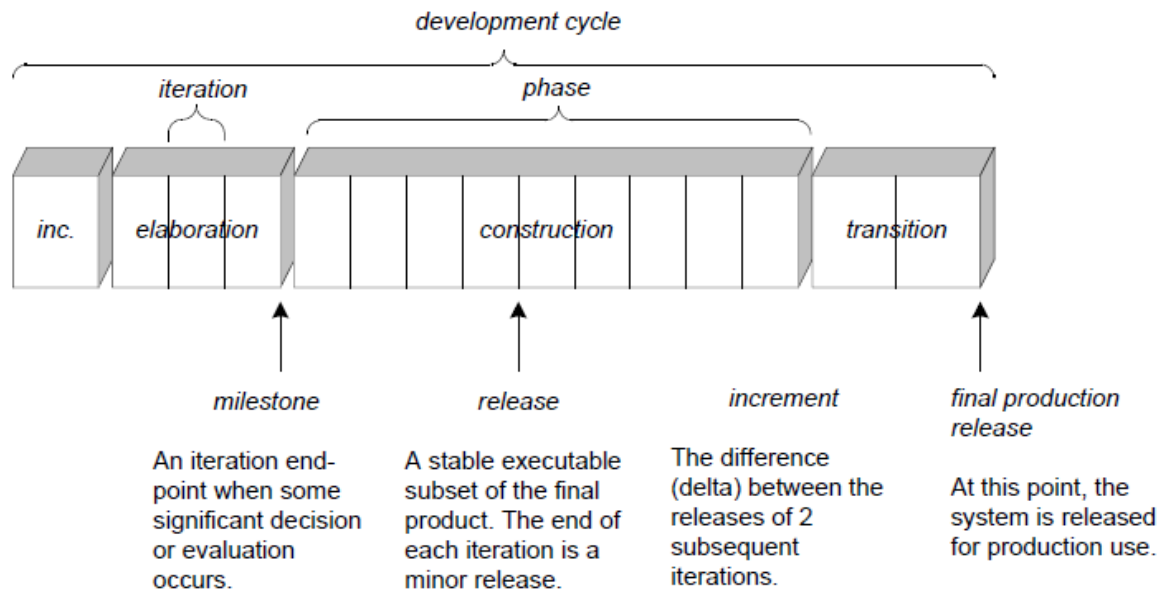 development cycle
iteration
phase
inc.
elaboration
construction
transition
milestone
An iteration end-
point when some
significant decision
or evaluation
occurs.
release
A stable executable
subset of the final
product. The end of
each iteration is a
minor release.
increment
The difference
(delta) between the
releases of 2
subsequent
iterations.
final production
release
At this point, the
system is released
for production use.